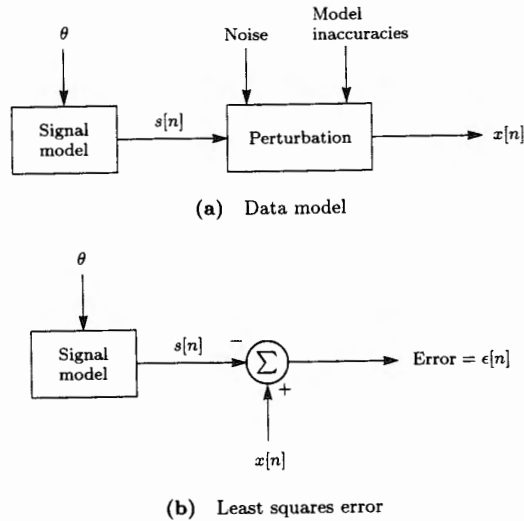 Model
inaccuracies
θ
Noise
Signal
model
s[n]
Perturbation
x[n]
(a) Data model
θ
Signal
model
s[n]
−
Σ
+
Error = ϵ[n]
x[n]
(b) Least squares error